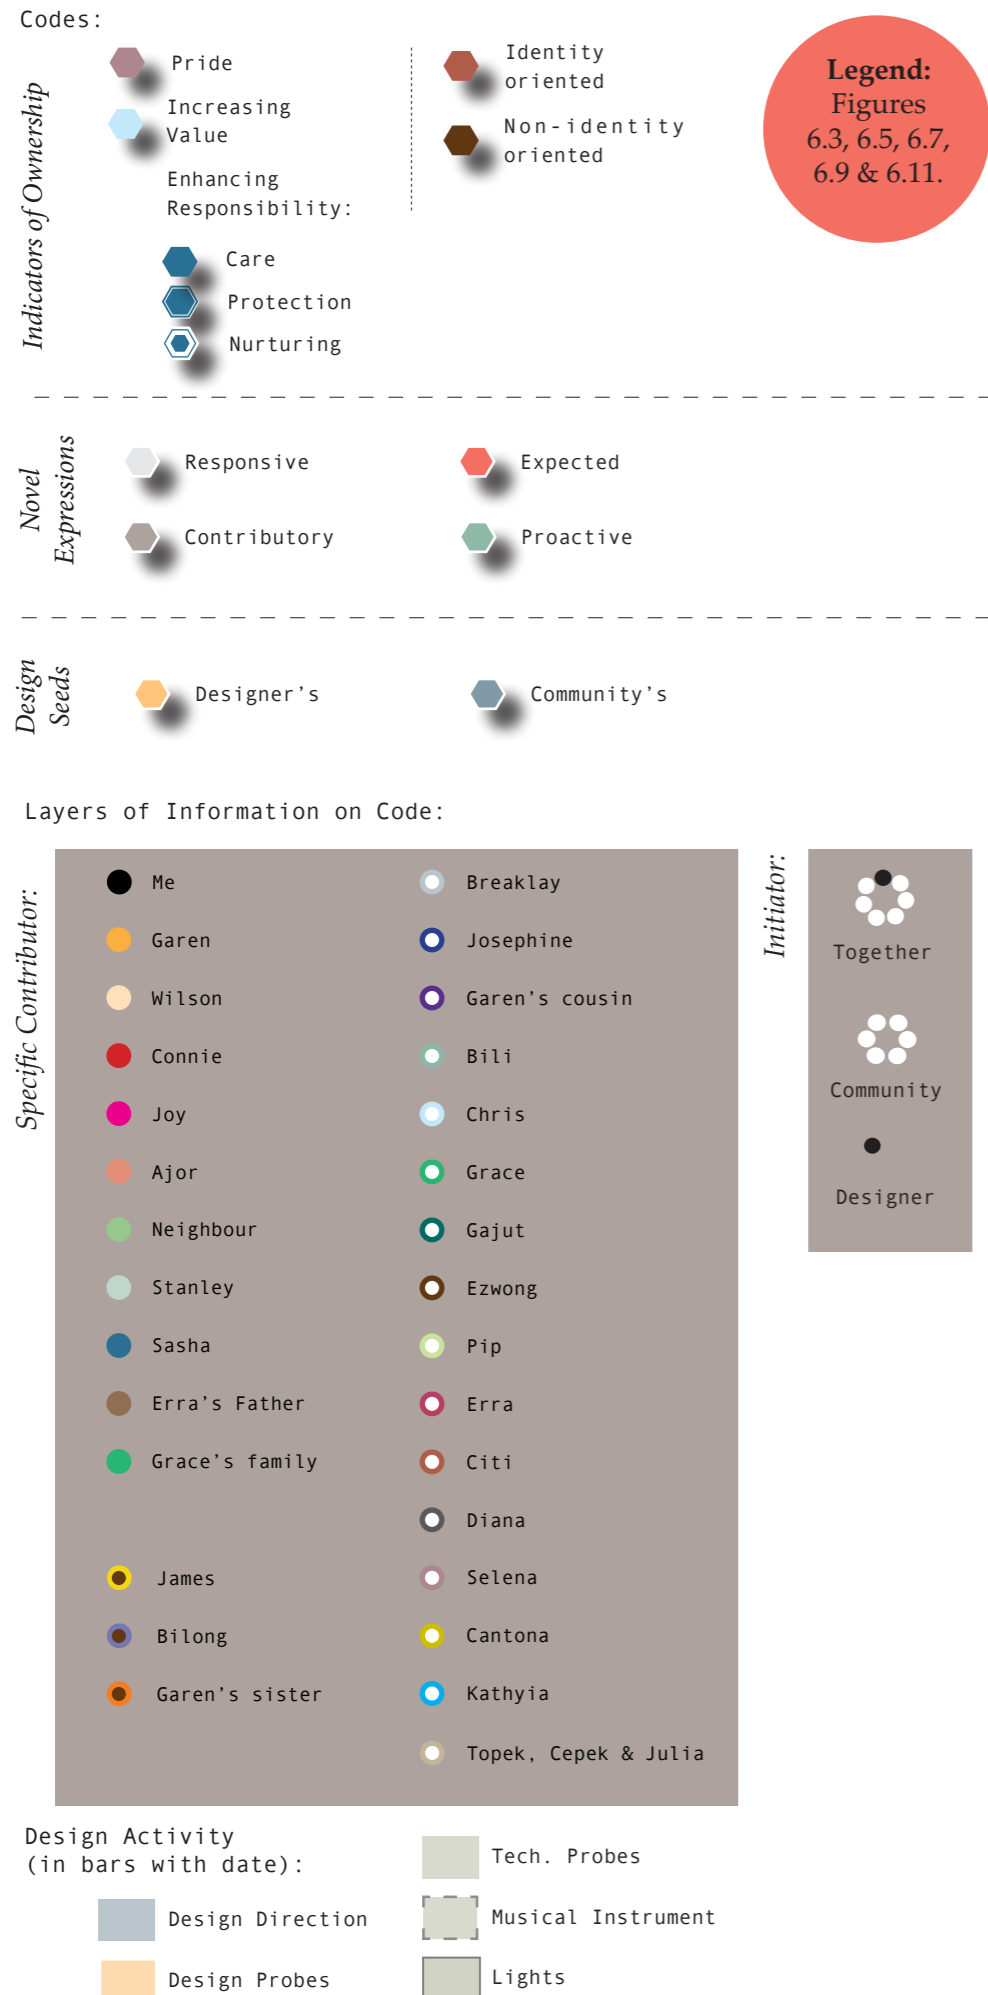 Codes:
Indicators of Ownership
Pride
Increasing
Value
Enhancing
Responsibility:
Care
Protection
Nurturing
Identity
oriented
Non-identity
oriented
Legend:
Figures
6.3, 6.5, 6.7,
6.9 & 6.11.
Novel
Expressions
Responsive
Expected
Contributory
Proactive
Design
Seeds
Designer's
Community's
Layers of Information on Code:
Specific Contributor:
Me
Garen
Wilson
Connie
Joy
Ajor
Neighbour
Stanley
Sasha
Erra's Father
Grace's family
James
Bilong
Garen's sister
Breaklay
Josephine
Garen's cousin
Bili
Chris
Grace
Gajut
Ezwong
Pip
Erra
Citi
Diana
Selena
Cantona
Kathyia
Topek, Cepek & Julia
Initiator:
Together
Community
Designer
Design Activity
(in bars with date):
Design Direction
Design Probes
Tech. Probes
Musical Instrument
Lights